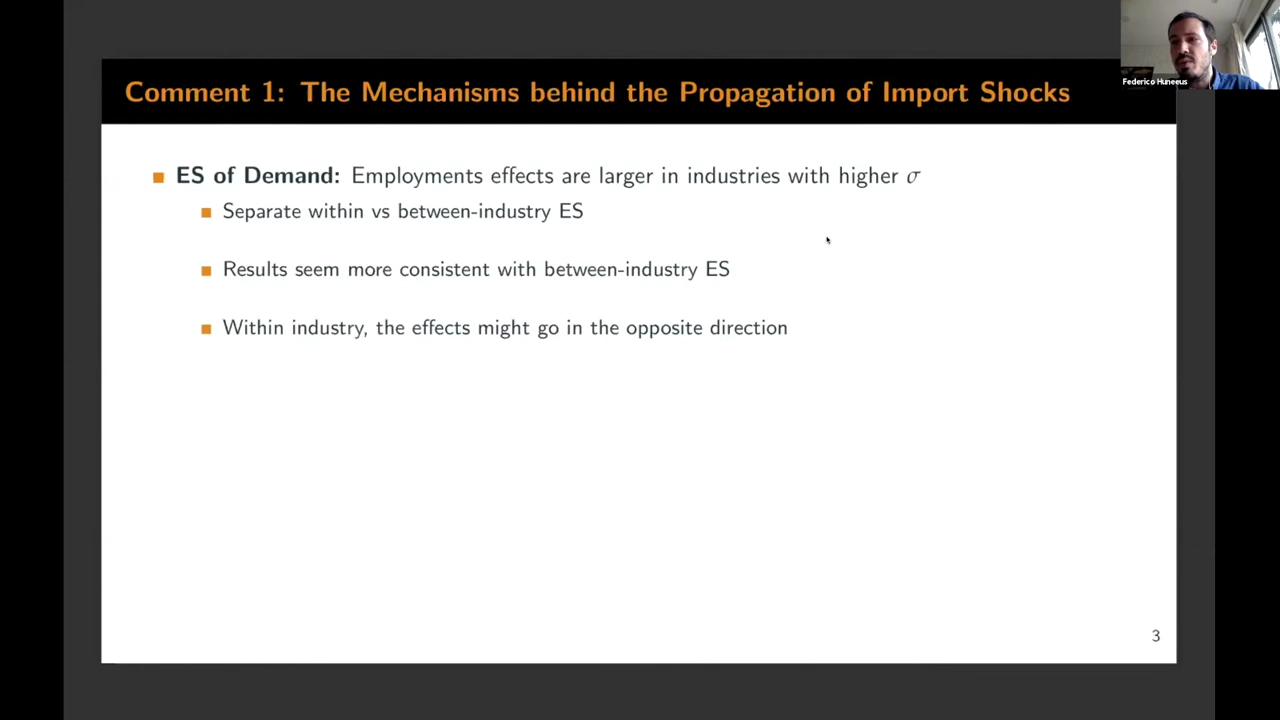 Comment 1: The Mechanisms behind the Propagation of Import Shocks
Federico Huneeus
ES of Demand: Employments effects are larger in industries with higher σ
Separate within vs between-industry ES
Results seem more consistent with between-industry ES
Within industry, the effects might go in the opposite direction
3